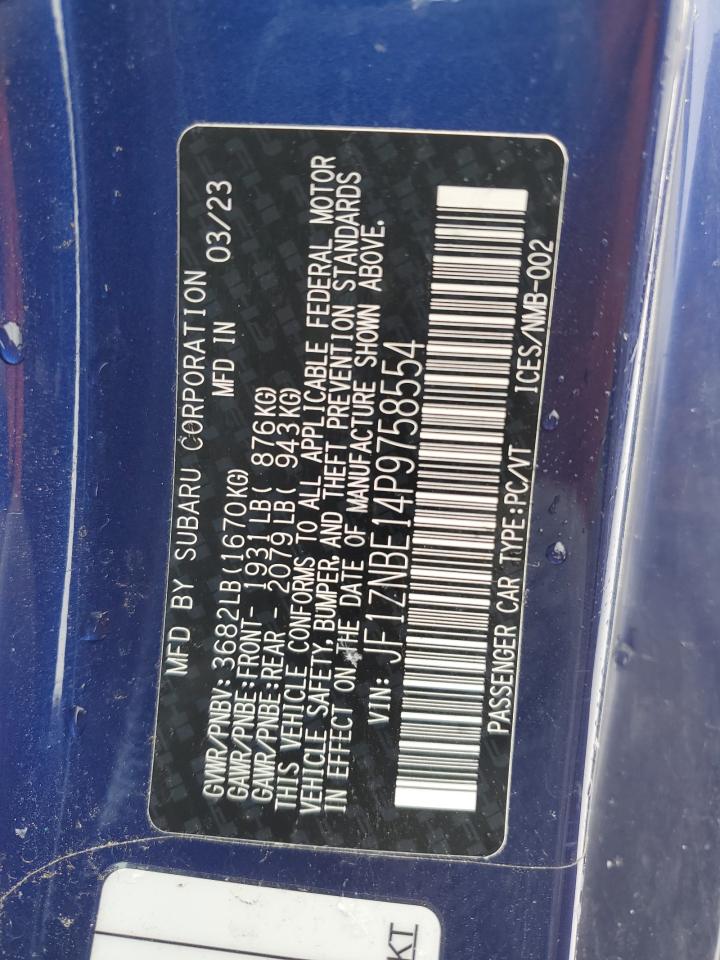 MFD BY SUBARU CORPORATION
MFD IN 03/23
GVWR/PNBV: 3682LB(1670KG)
GAWR/PNBE:FRONT- 1931LB( 876KG)
GAWR/PNBE:REAR - 2079LB( 943KG)
THIS VEHICLE CONFORMS TO ALL APPLICABLE FEDERAL MOTOR
VEHICLE SAFETY, BUMPER, AND THEFT PREVENTION STANDARDS
IN EFFECT ON THE DATE OF MANUFACTURE SHOWN ABOVE.
VIN: JF1ZNBE14P9758554
PASSENGER CAR TYPE:PC/VT ICES/NMB-002